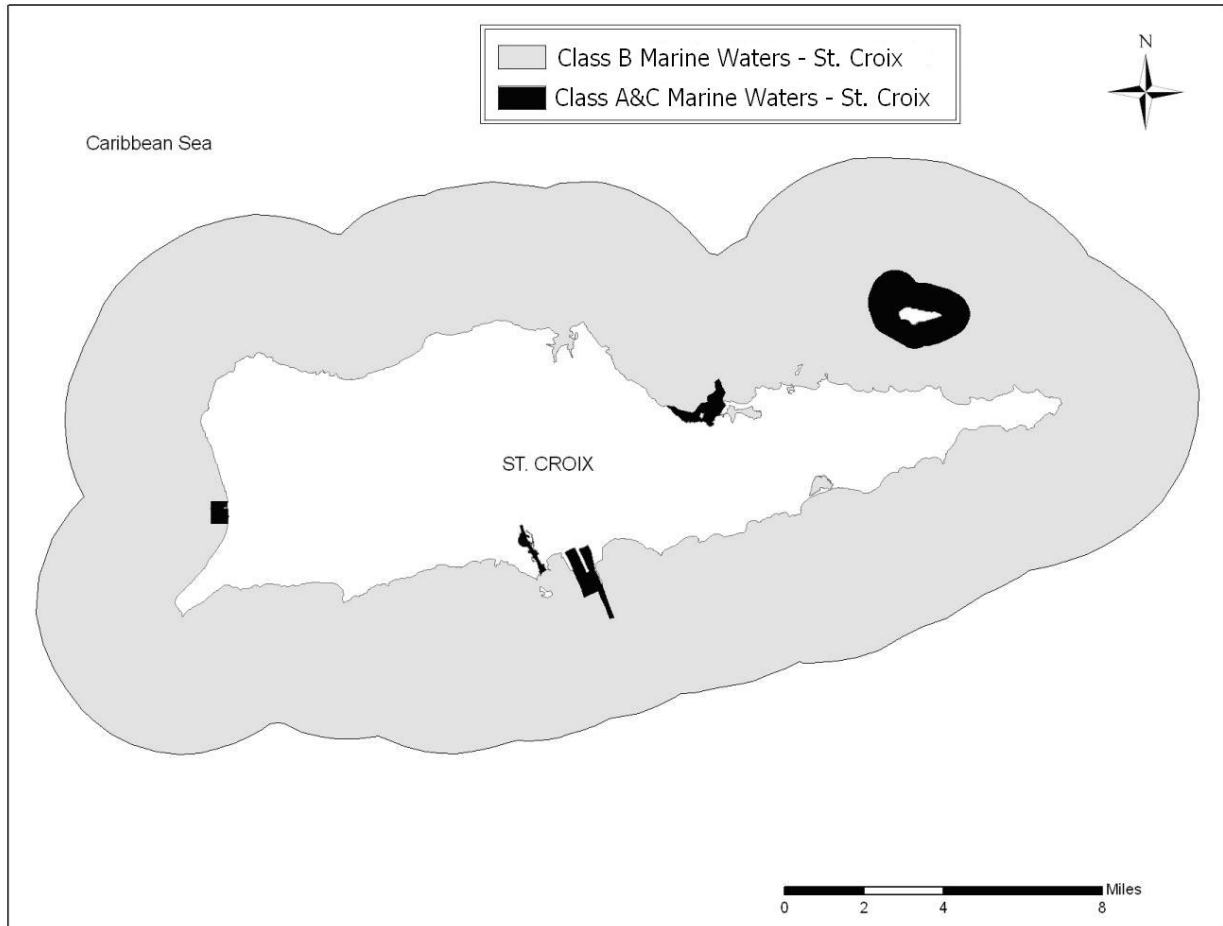 Class B Marine Waters - St. Croix
Class A&C Marine Waters - St. Croix
N
Caribbean Sea
ST. CROIX
Miles
0 2 4 8